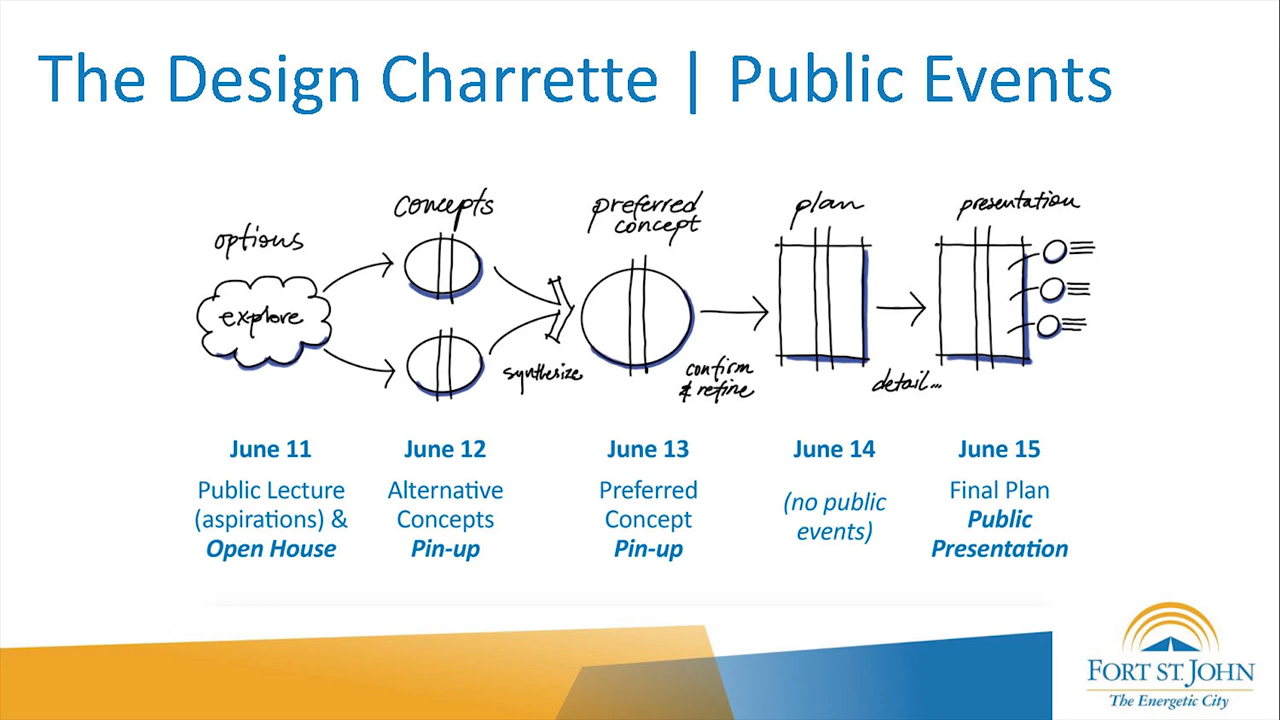 The Design Charrette | Public Events
options
explore
concepts
synthesize
preferred
concept
confirm
& refine
plan
detail...
presentation
June 11
Public Lecture
(aspirations) &
Open House
June 12
Alternative
Concepts
Pin-up
June 13
Preferred
Concept
Pin-up
June 14
(no public
events)
June 15
Final Plan
Public
Presentation
FORT ST. JOHN
The Energetic City